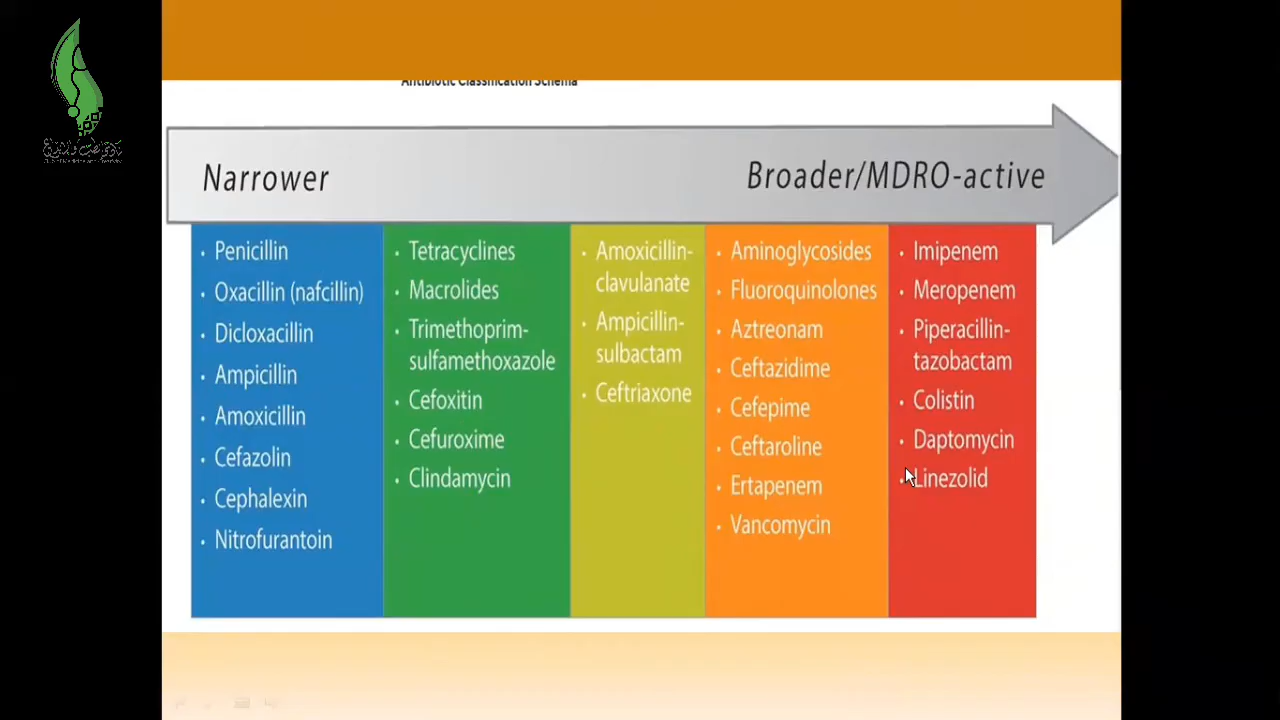 Antibiotic Classification Schema
Narrower
Broader/MDRO-active
• Penicillin
• Oxacillin (nafcillin)
• Dicloxacillin
• Ampicillin
• Amoxicillin
• Cefazolin
• Cephalexin
• Nitrofurantoin
• Tetracyclines
• Macrolides
• Trimethoprim-
sulfamethoxazole
• Cefoxitin
• Cefuroxime
• Clindamycin
• Amoxicillin-
clavulanate
• Ampicillin-
sulbactam
• Ceftriaxone
• Aminoglycosides
• Fluoroquinolones
• Aztreonam
• Ceftazidime
• Cefepime
• Ceftaroline
• Ertapenem
• Vancomycin
• Imipenem
• Meropenem
• Piperacillin-
tazobactam
• Colistin
• Daptomycin
• Linezolid